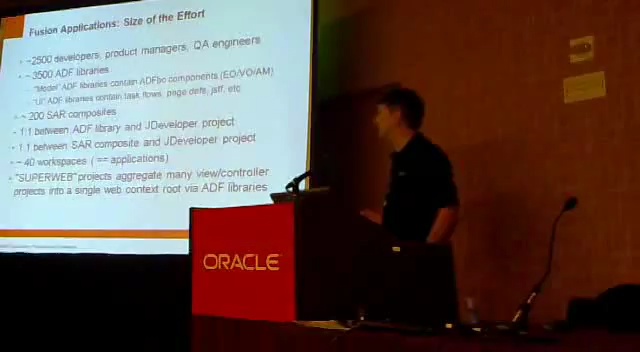 Fusion Applications: Size of the Effort
~2500 developers, product managers, QA engineers
~ 3500 ADF libraries
"Model" ADF libraries contain ADFbc components (EO/VO/AM)
"UI" ADF libraries contain task flows, page defs, jsff, etc
~ 200 SAR composites
1:1 between ADF library and JDeveloper project
1:1 between SAR composite and JDeveloper project
~ 40 workspaces ( == applications)
"SUPERWEB" projects aggregate many view/controller
projects into a single web context root via ADF libraries
ORACLE